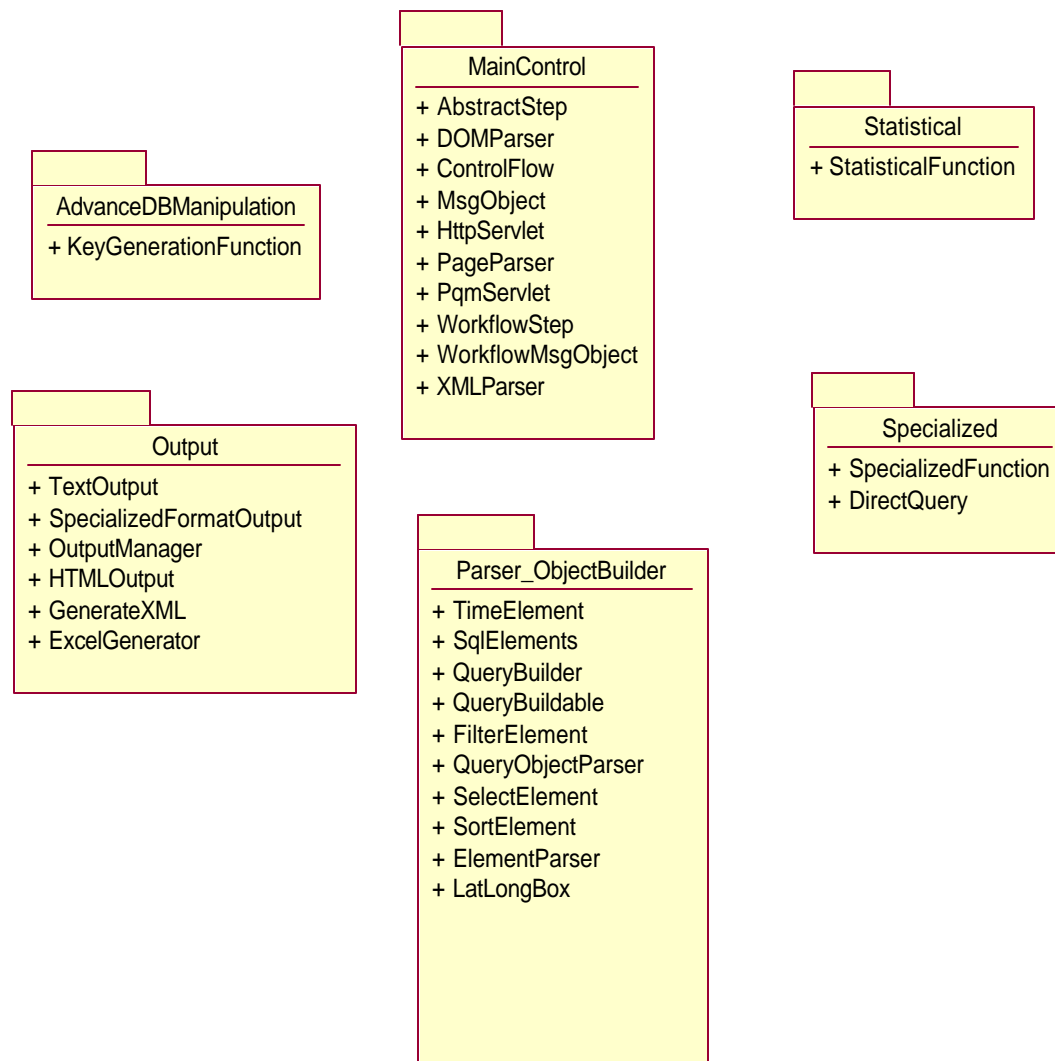 MainControl
+ AbstractStep
+ DOMParser
+ ControlFlow
+ MsgObject
+ HttpServlet
+ PageParser
+ PqmServlet
+ WorkflowStep
+ WorkflowMsgObject
+ XMLParser
Statistical
+ StatisticalFunction
AdvanceDBManipulation
+ KeyGenerationFunction
Output
+ TextOutput
+ SpecializedFormatOutput
+ OutputManager
+ HTMLOutput
+ GenerateXML
+ ExcelGenerator
Specialized
+ SpecializedFunction
+ DirectQuery
Parser_ObjectBuilder
+ TimeElement
+ SqlElements
+ QueryBuilder
+ QueryBuildable
+ FilterElement
+ QueryObjectParser
+ SelectElement
+ SortElement
+ ElementParser
+ LatLongBox